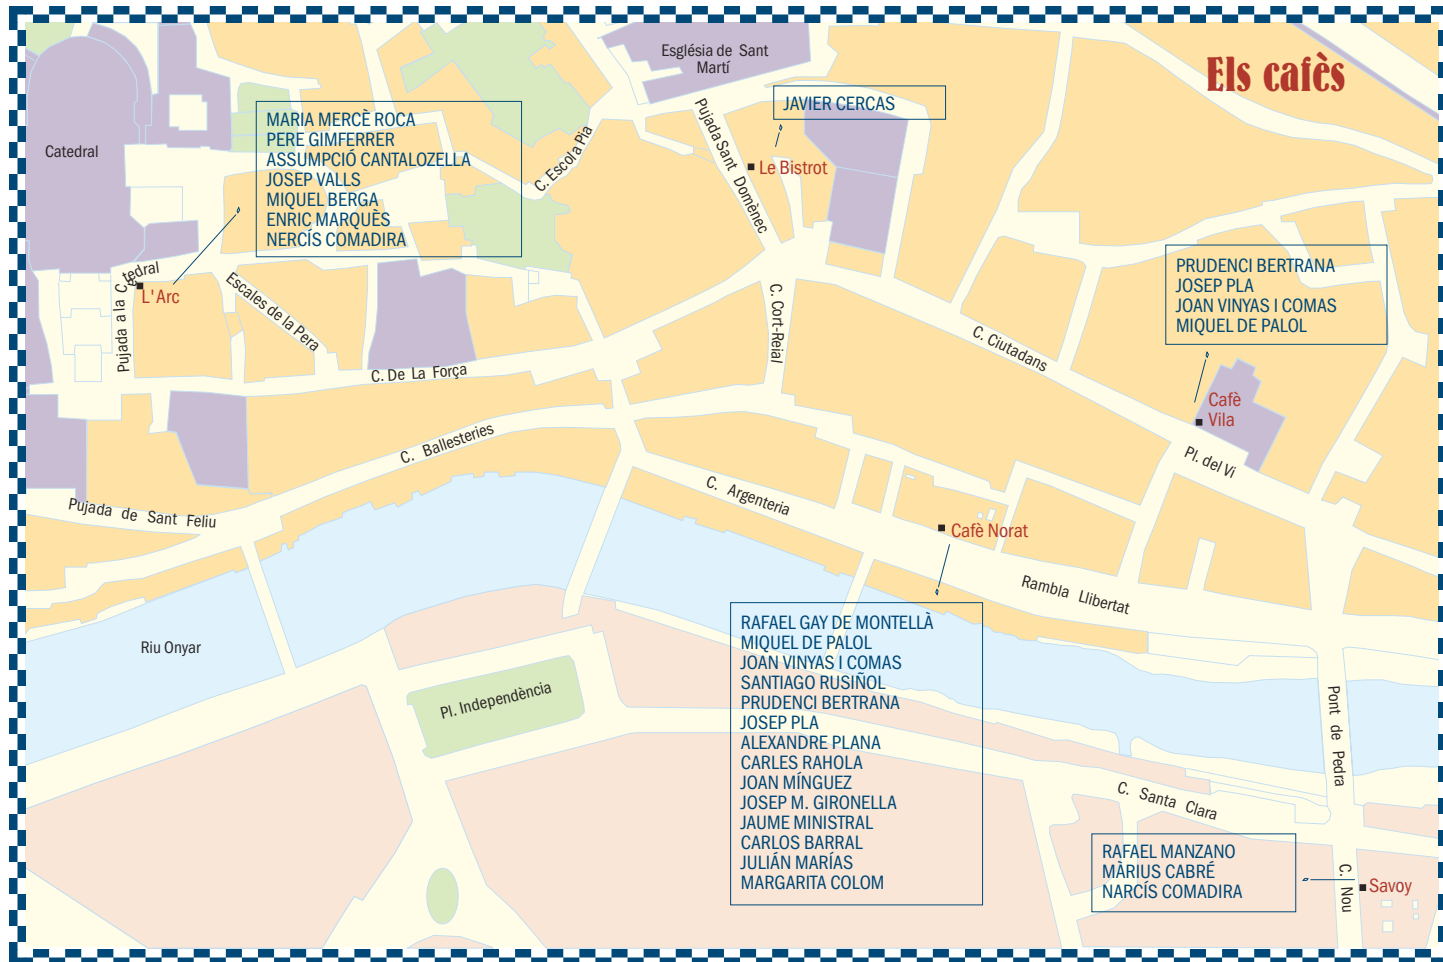 Els cafès
Església de Sant
Martí
JAVIER CERCAS
Le Bistrot
Pujada Sant Domènec
C. Escola Pia
Catedral
MARIA MERCÈ ROCA
PERE GIMFERRER
ASSUMPCIÓ CANTALOZELLA
JOSEP VALLS
MIQUEL BERGA
ENRIC MARQUÈS
NERCÍS COMADIRA
Pujada a la Catedral
L'Arc
Escales de la Pera
C. De La Força
C. Cort-Reial
C. Ciutadans
PRUDENCI BERTRANA
JOSEP PLA
JOAN VINYAS I COMAS
MIQUEL DE PALOL
Cafè
Vila
Pl. del Vi
C. Ballesteries
Pujada de Sant Feliu
C. Argenteria
Cafè Norat
Rambla Llibertat
Riu Onyar
Pl. Independència
RAFAEL GAY DE MONTELLÀ
MIQUEL DE PALOL
JOAN VINYAS I COMAS
SANTIAGO RUSIÑOL
PRUDENCI BERTRANA
JOSEP PLA
ALEXANDRE PLANA
CARLES RAHOLA
JOAN MÍNGUEZ
JOSEP M. GIRONELLA
JAUME MINISTRAL
CARLOS BARRAL
JULIÁN MARÍAS
MARGARITA COLOM
Pont de Pedra
C. Santa Clara
RAFAEL MANZANO
MÀRIUS CABRÉ
NARCÍS COMADIRA
C. Nou
Savoy